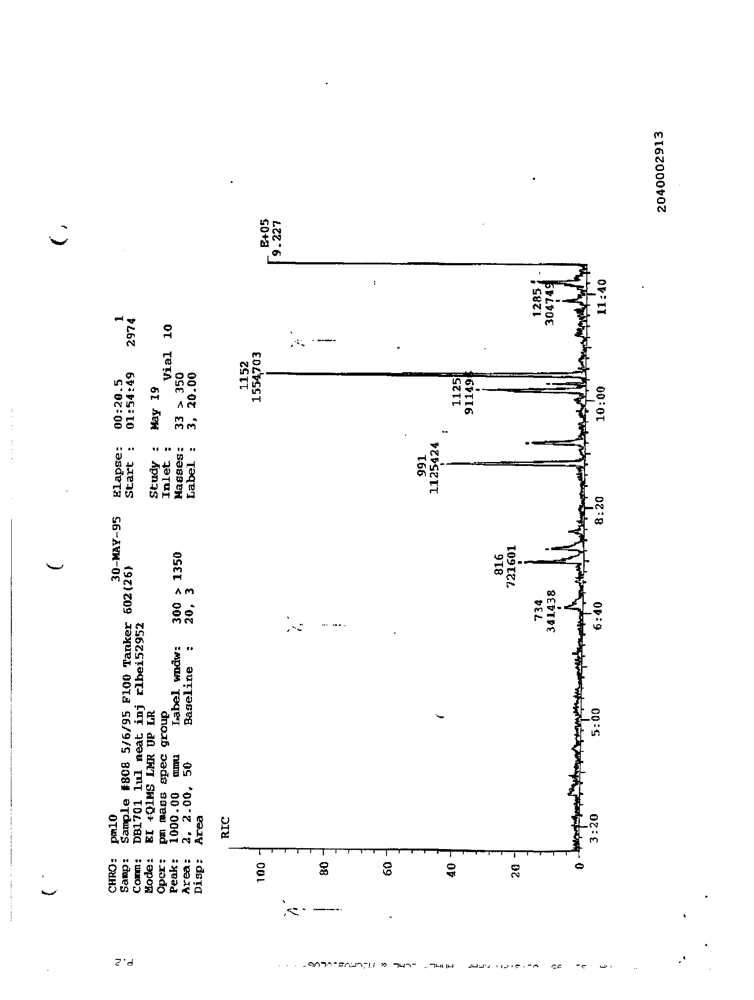 CHRO: pm10 30-MAY-95 Elapse: 00:20.5 1
Samp: Sample #808 5/6/95 F100 Tanker 602(26) Start : 01:54:49 2974
Comm: DB1701 1ul neat inj rlbei52952
Mode: EI +Q1MS LMR UP LR Study : May 19
Oper: pm mass spec group Inlet : Vial 10
Peak: 1000.00 mmu Label wndw: 300 > 1350 Masses: 33 > 350
Area: 2, 2.00, 50 Baseline : 20, 3 Label : 3, 20.00
Disp: Area
RIC
E+05
9.227
100
80
60
40
20
0
734
341438
816
721601
991
1125424
1125
91149
1152
1554703
1285
304749
3:20
5:00
6:40
8:20
10:00
11:40
2040002913
P.2